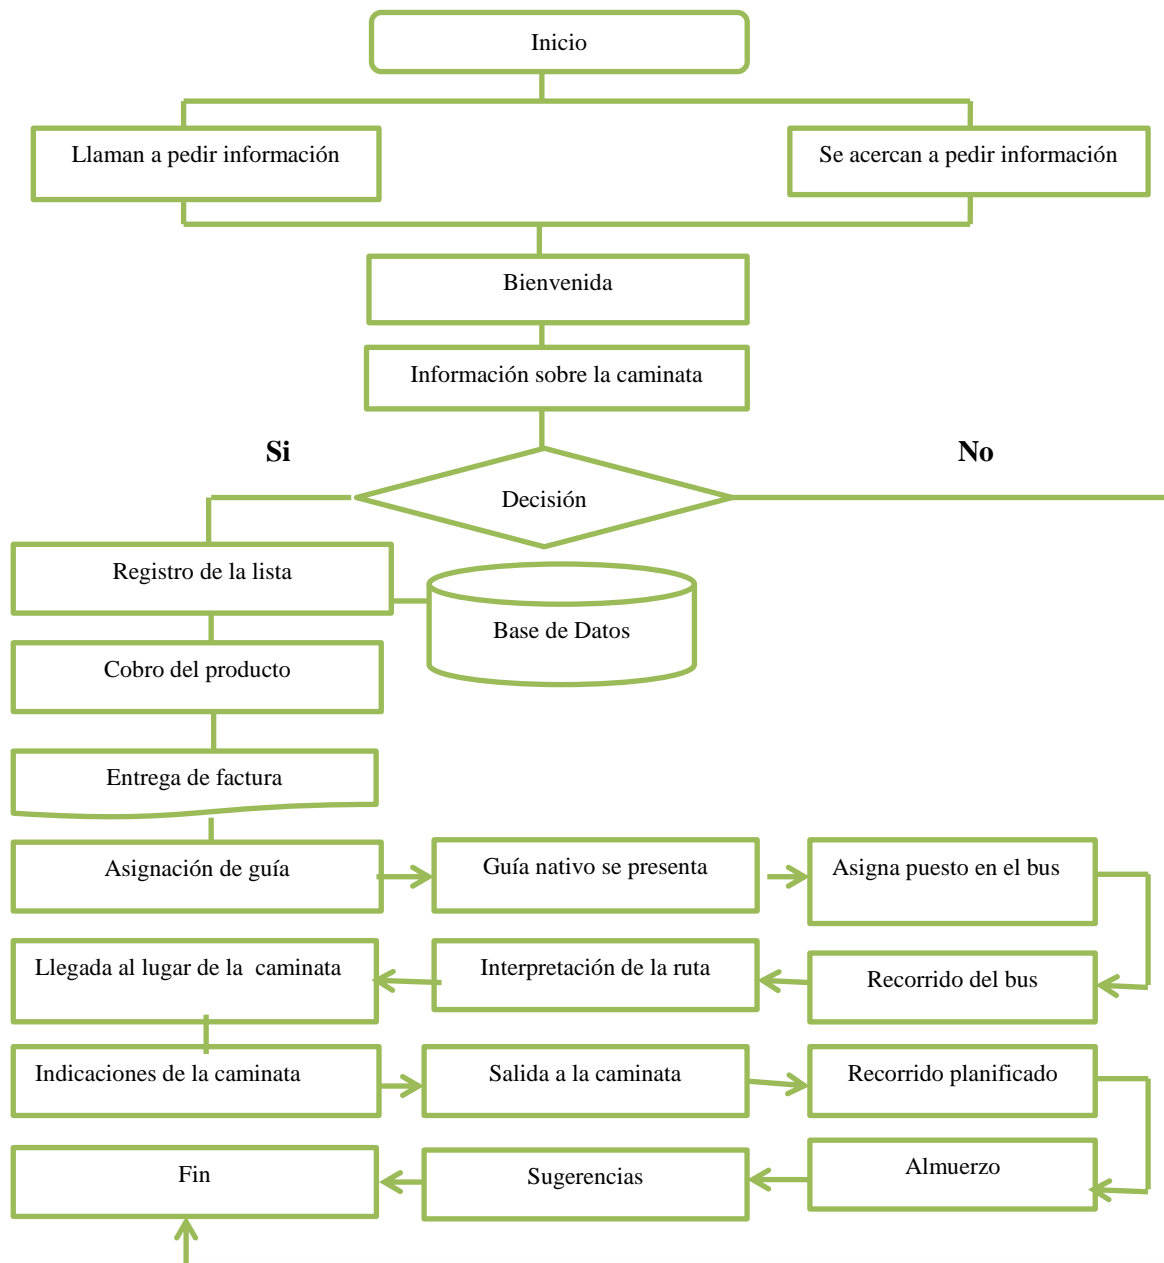 Inicio
Llaman a pedir información
Se acercan a pedir información
Bienvenida
Información sobre la caminata
Si
No
Decisión
Registro de la lista
Base de Datos
Cobro del producto
Entrega de factura
Asignación de guía
Guía nativo se presenta
Asigna puesto en el bus
Llegada al lugar de la caminata
Interpretación de la ruta
Recorrido del bus
Indicaciones de la caminata
Salida a la caminata
Recorrido planificado
Fin
Sugerencias
Almuerzo